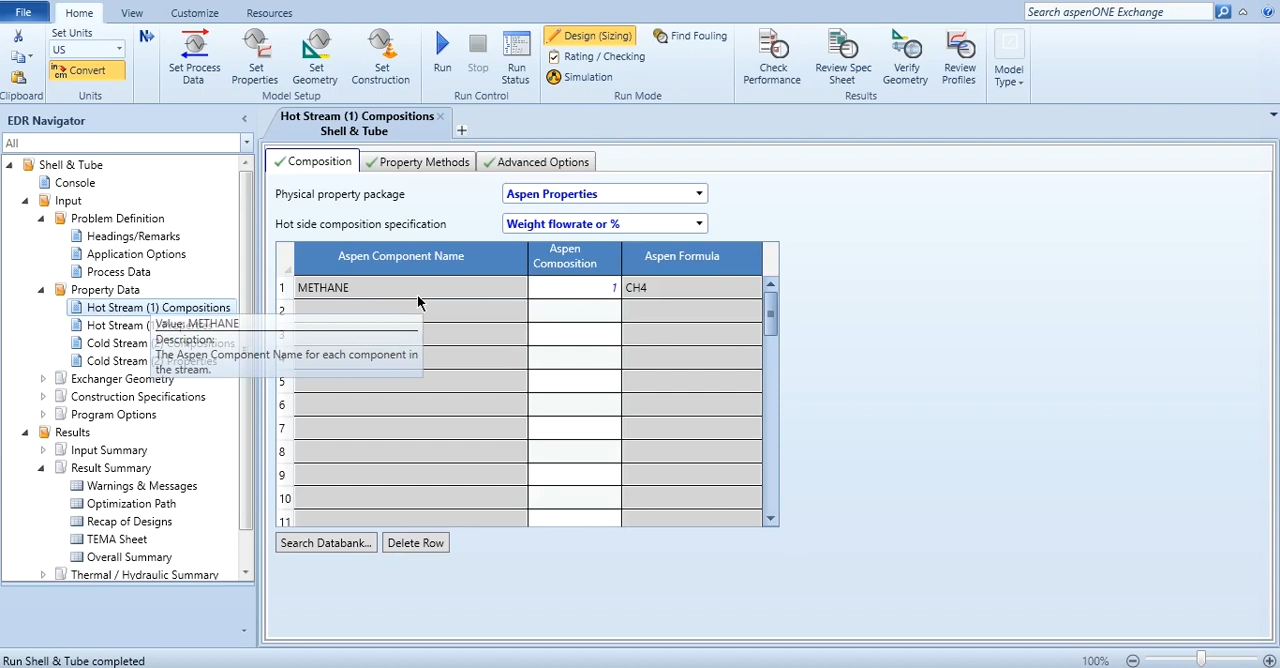 File Home View Customize Resources
Search aspenONE Exchange
Set Units
US
Convert
Clipboard
Units
Set Process Data
Set Properties
Set Geometry
Set Construction
Model Setup
Run
Stop
Run Status
Run Control
Design (Sizing)
Rating / Checking
Simulation
Find Fouling
Run Mode
Check Performance
Review Spec Sheet
Verify Geometry
Review Profiles
Results
Model Type
EDR Navigator
All
Shell & Tube
Console
Input
Problem Definition
Headings/Remarks
Application Options
Process Data
Property Data
Hot Stream (1) Compositions
Hot Stream (1) Properties
Cold Stream (2) Compositions
Cold Stream (2) Properties
Exchanger Geometry
Construction Specifications
Program Options
Results
Input Summary
Result Summary
Warnings & Messages
Optimization Path
Recap of Designs
TEMA Sheet
Overall Summary
Thermal / Hydraulic Summary
Value: METHANE
Description:
The Aspen Component Name for each component in
the stream.
Hot Stream (1) Compositions
Shell & Tube
Composition Property Methods Advanced Options
Physical property package Aspen Properties
Hot side composition specification Weight flowrate or %
Aspen Component Name Aspen Composition Aspen Formula
1 METHANE 1 CH4
2
3
4
5
6
7
8
9
10
11
Search Databank... Delete Row
Run Shell & Tube completed
100%